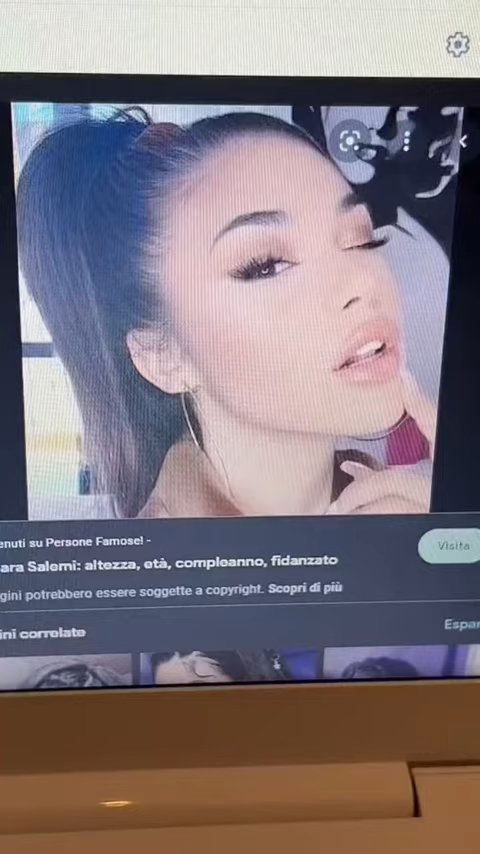 enuti su Persone Famose! -
ara Salemi: altezza, età, compleanno, fidanzato
Visita
gini potrebbero essere soggette a copyright. Scopri di più
ini correlate
Espan